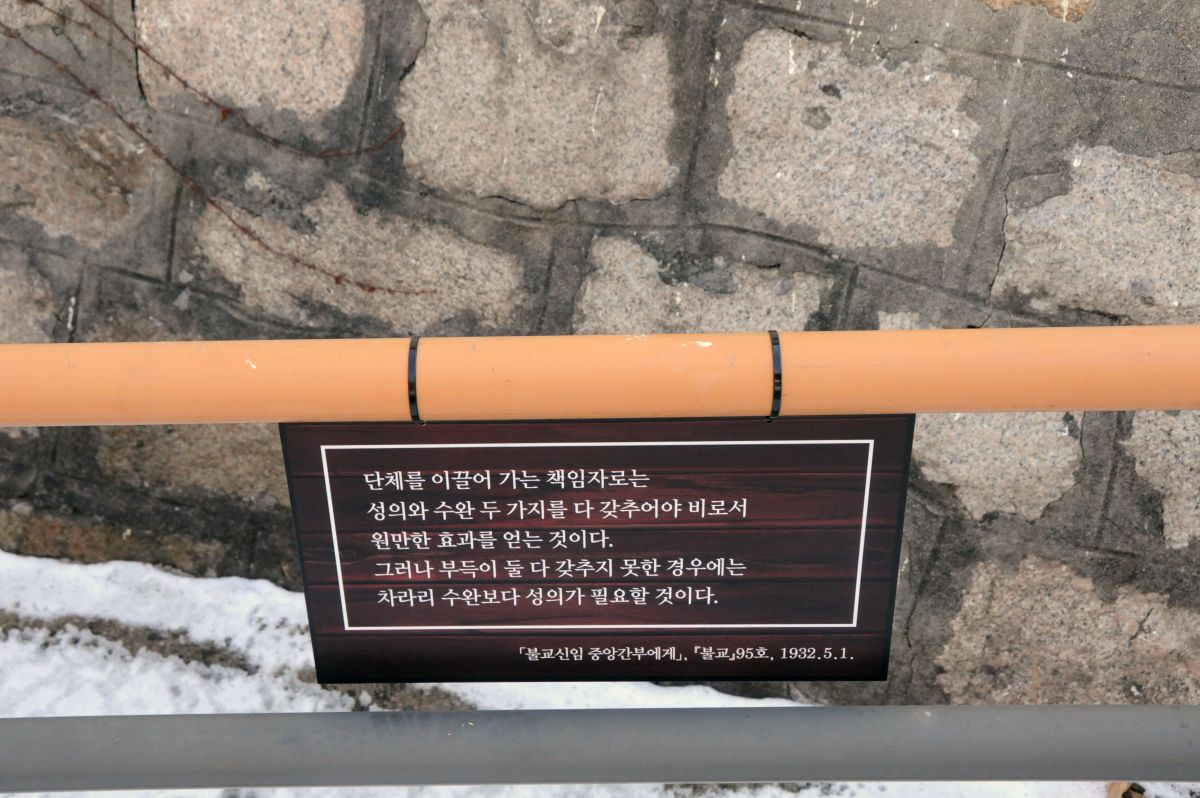 단체를 이끌어 가는 책임자로는
성의와 수완 두 가지를 다 갖추어야 비로서
원만한 효과를 얻는 것이다.
그러나 부득이 둘 다 갖추지 못한 경우에는
차라리 수완보다 성의가 필요할 것이다.
「불교신임 중앙간부에게」, 『불교』95호, 1932.5.1.